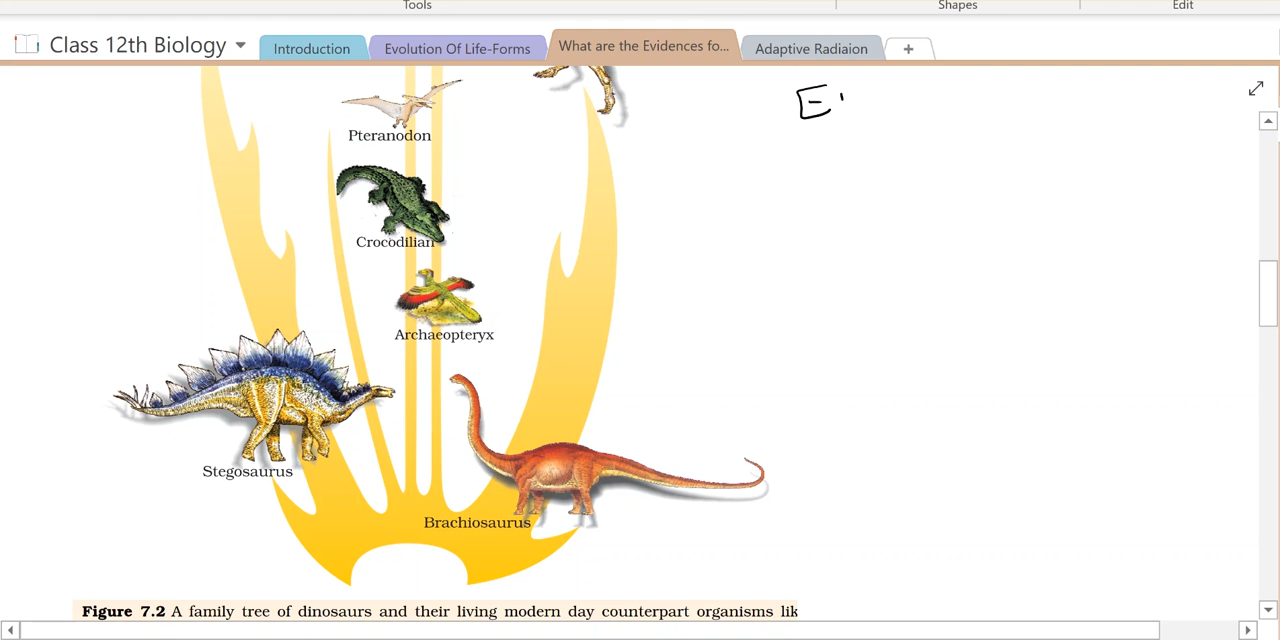 Tools
Shapes
Edit
Class 12th Biology
Introduction
Evolution Of Life-Forms
What are the Evidences fo...
Adaptive Radiaion
+
E'
Pteranodon
Crocodilian
Archaeopteryx
Stegosaurus
Brachiosaurus
Figure 7.2 A family tree of dinosaurs and their living modern day counterpart organisms lik